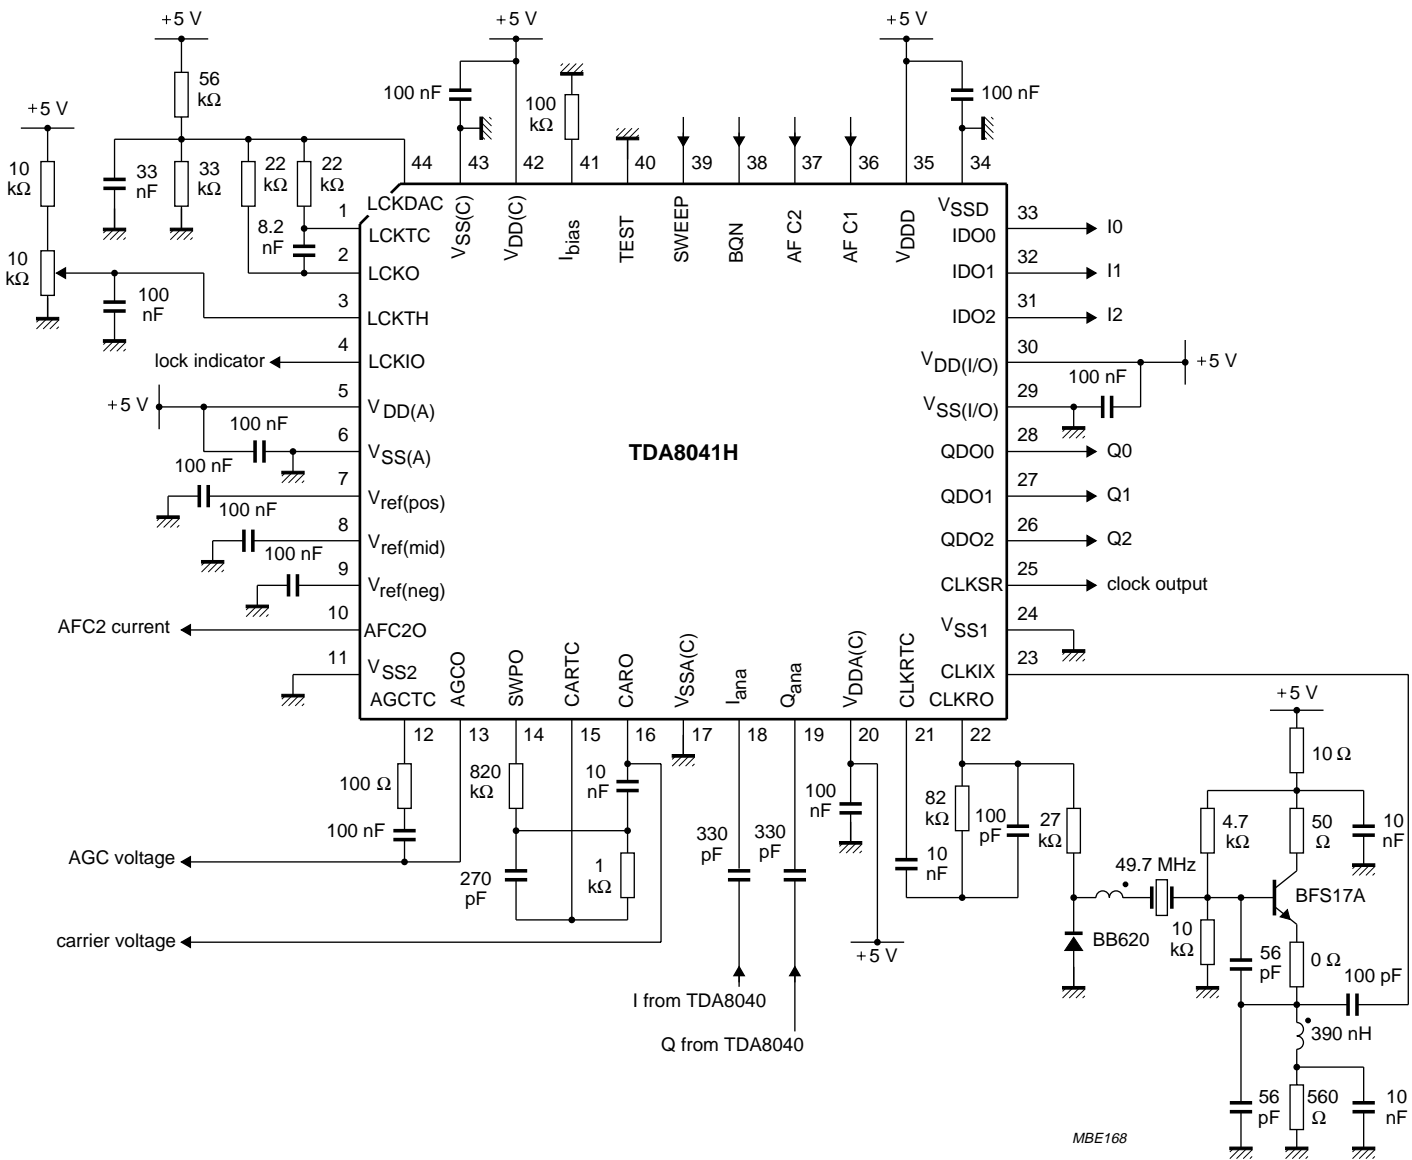 +5 V
56 kΩ
+5 V
10 kΩ
33 nF
33 kΩ
22 kΩ
22 kΩ
8.2 nF
10 kΩ
100 nF
+5 V
100 nF
100 kΩ
+5 V
100 nF
44
43
42
41
40
39
38
37
36
35
34
LCKDAC
VSS(C)
VDD(C)
Ibias
TEST
SWEEP
BQN
AF C2
AF C1
VDDD
VSSD
1
LCKTC
2
LCKO
3
LCKTH
4
LCKIO
lock indicator
5
VDD(A)
+5 V
100 nF
6
VSS(A)
100 nF
7
Vref(pos)
100 nF
8
Vref(mid)
100 nF
9
Vref(neg)
10
AFC2O
AFC2 current
11
VSS2
TDA8041H
33
IDO0
I0
32
IDO1
I1
31
IDO2
I2
30
VDD(I/O)
+5 V
100 nF
29
VSS(I/O)
28
QDO0
Q0
27
QDO1
Q1
26
QDO2
Q2
25
CLKSR
clock output
24
VSS1
23
CLKIX
AGCTC
AGCO
SWPO
CARTC
CARO
VSSA(C)
Iana
Qana
VDDA(C)
CLKRTC
CLKRO
12
13
14
15
16
17
18
19
20
21
22
100 Ω
100 nF
AGC voltage
820 kΩ
10 nF
270 pF
1 kΩ
carrier voltage
330 pF
330 pF
I from TDA8040
Q from TDA8040
100 nF
+5 V
10 nF
82 kΩ
100 pF
27 kΩ
BB620
49.7 MHz
+5 V
10 Ω
4.7 kΩ
50 Ω
10 nF
BFS17A
10 kΩ
56 pF
0 Ω
100 pF
390 nH
56 pF
560 Ω
10 nF
MBE168